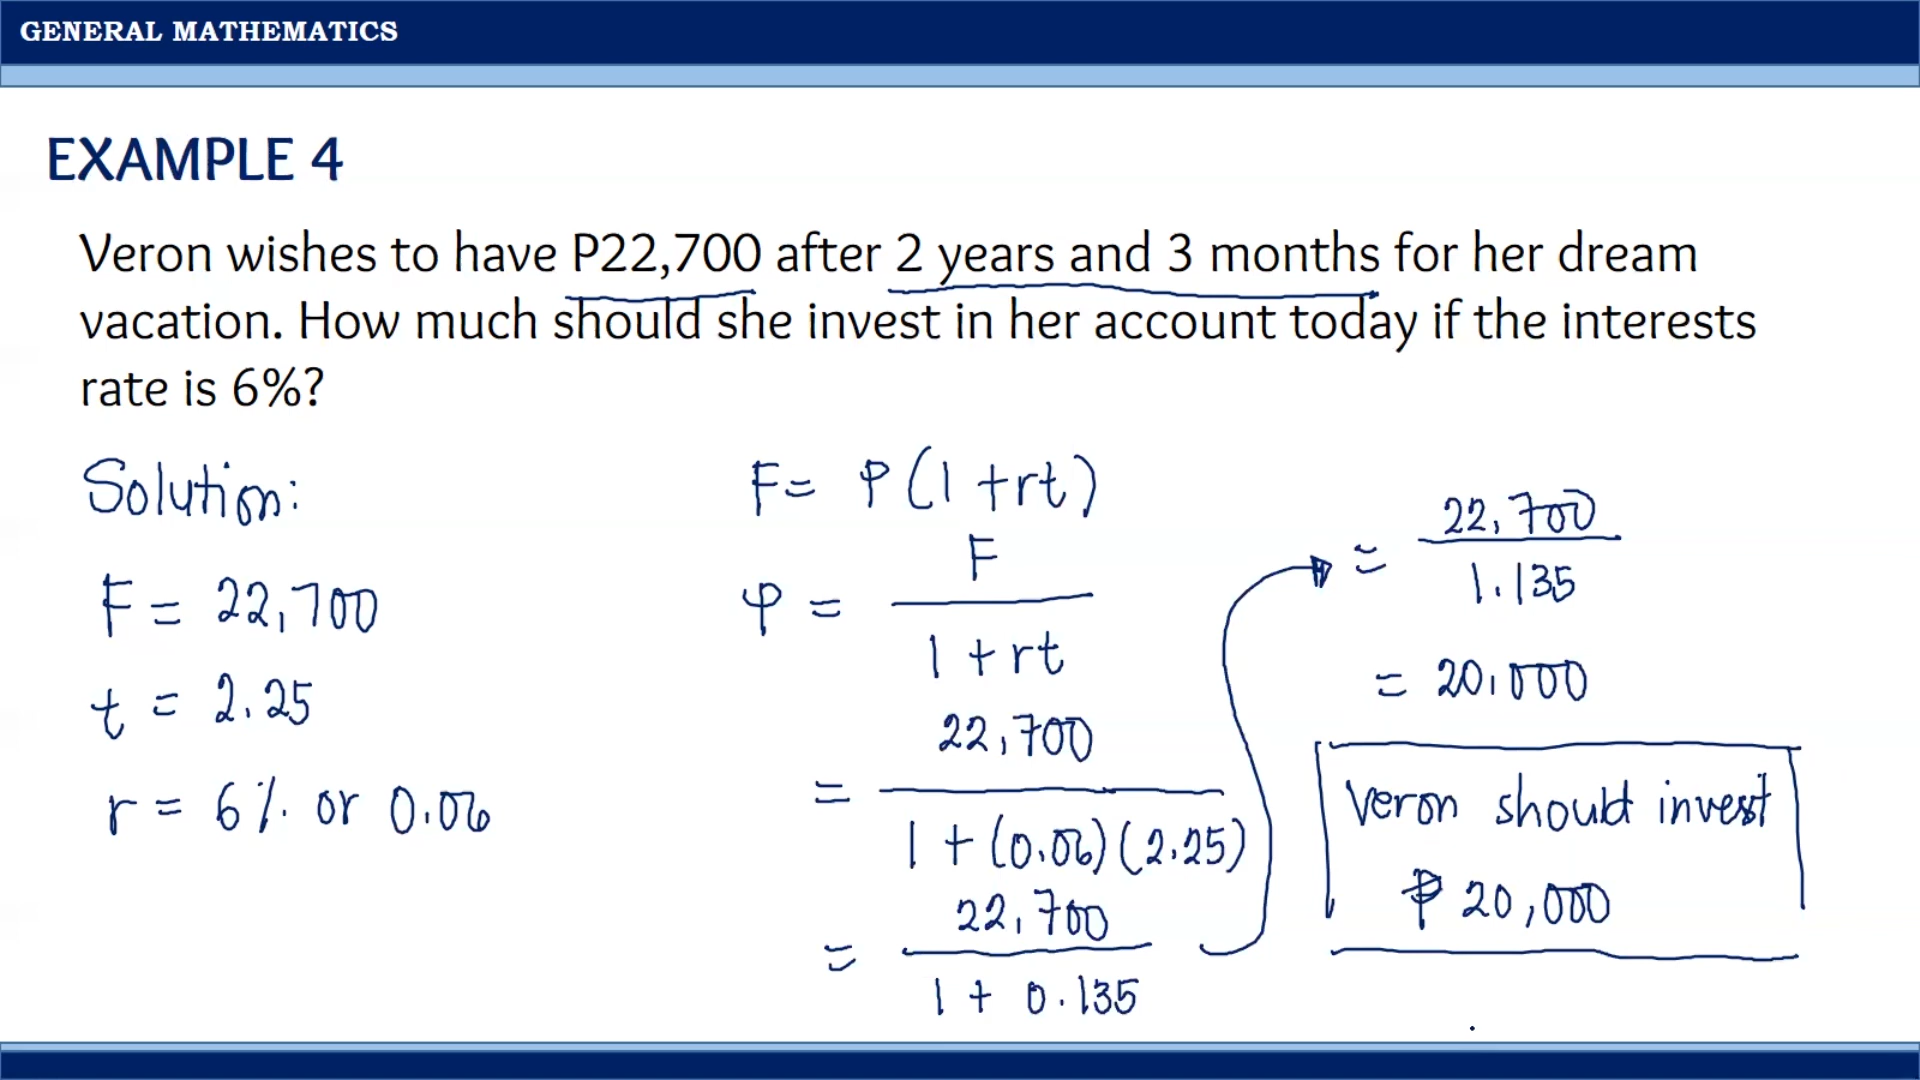 GENERAL MATHEMATICS
EXAMPLE 4
Veron wishes to have P22,700 after 2 years and 3 months for her dream
vacation. How much should she invest in her account today if the interests
rate is 6%?
Solution:
F = 22,700
t = 2.25
r = 6% or 0.06
F = P(1 + rt)
P = F
1 + rt
= 22,700
1 + (0.06)(2.25)
= 22,700
1 + 0.135
= 22,700
1.135
= 20,000
Veron should invest
₱ 20,000